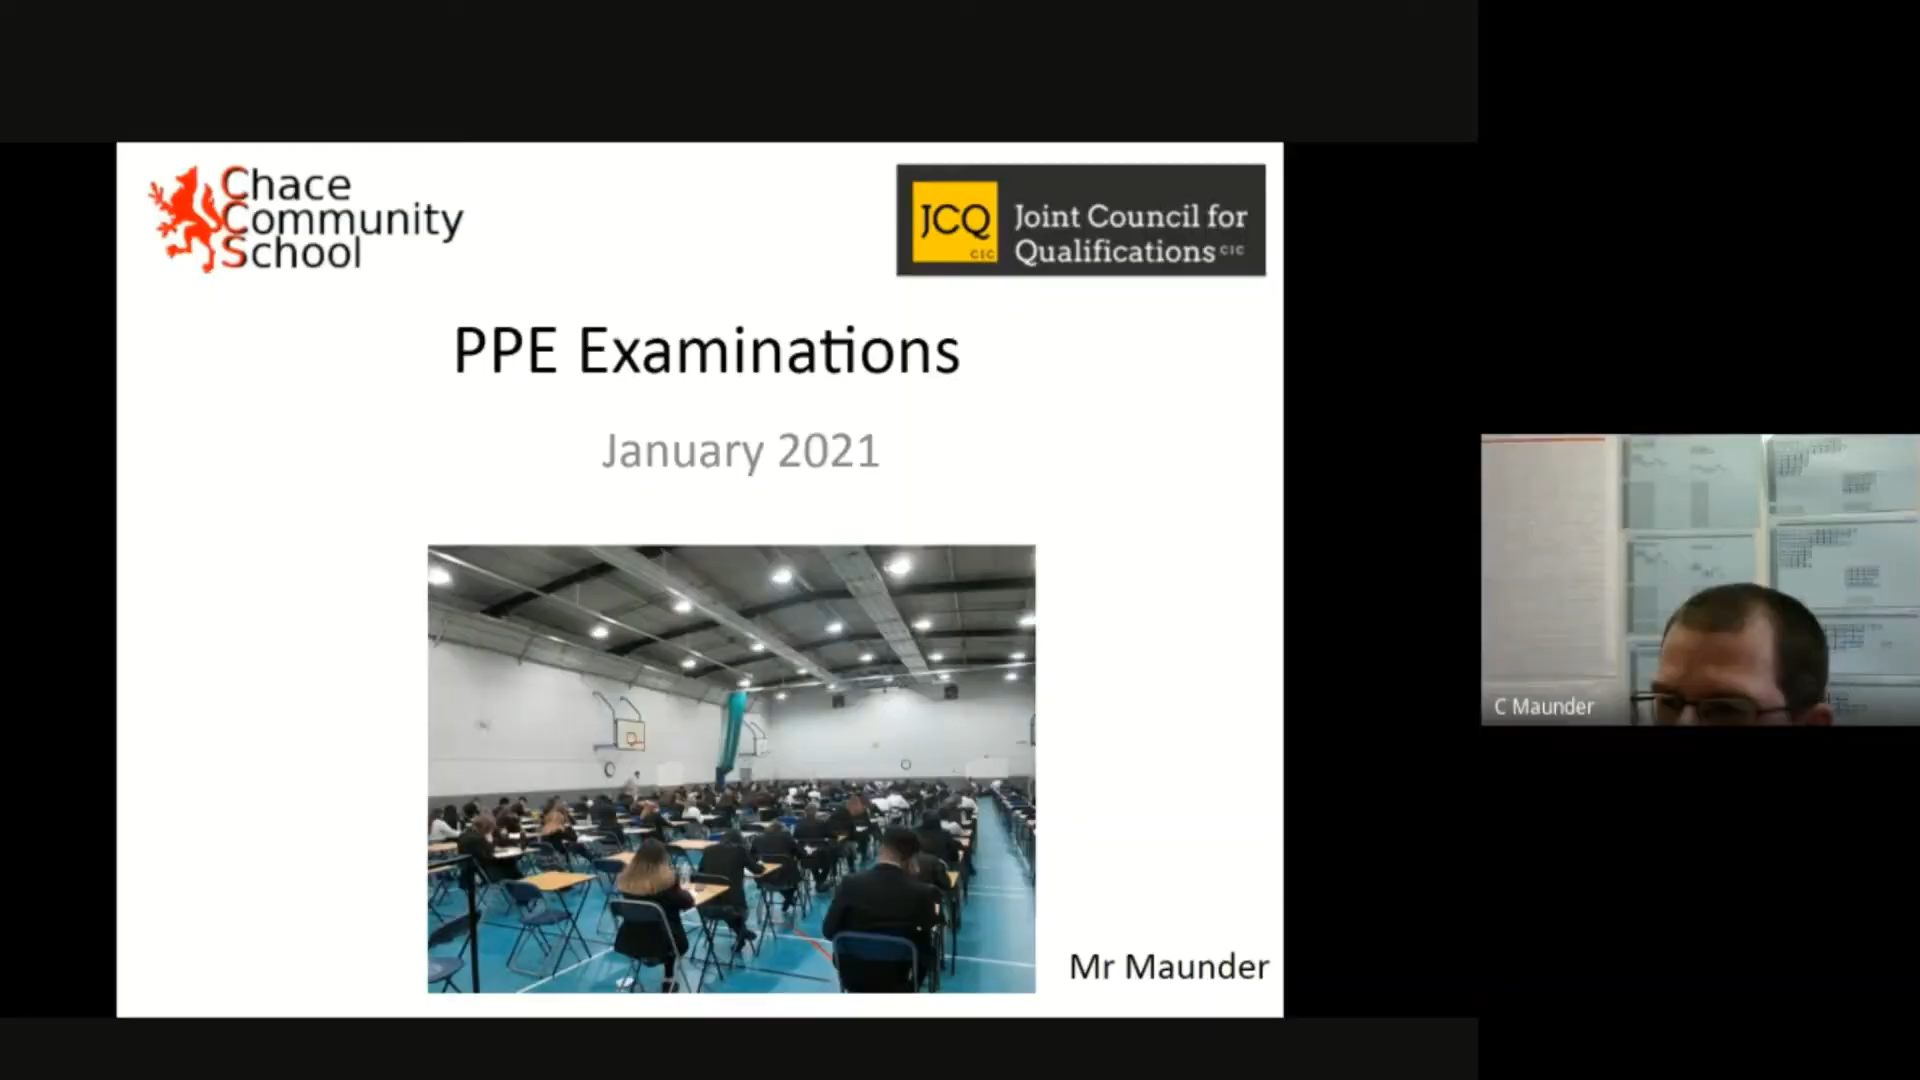 Chace
Community
School
JCQ
CIC
Joint Council for
Qualifications CIC
PPE Examinations
January 2021
Mr Maunder
C Maunder